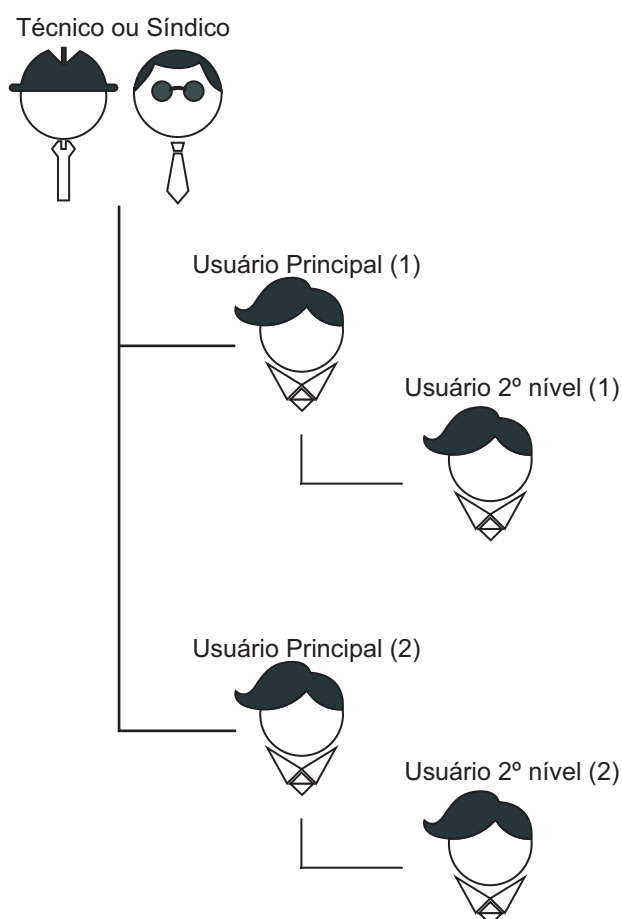 Técnico ou Síndico
Usuário Principal (1)
Usuário 2º nível (1)
Usuário Principal (2)
Usuário 2º nível (2)